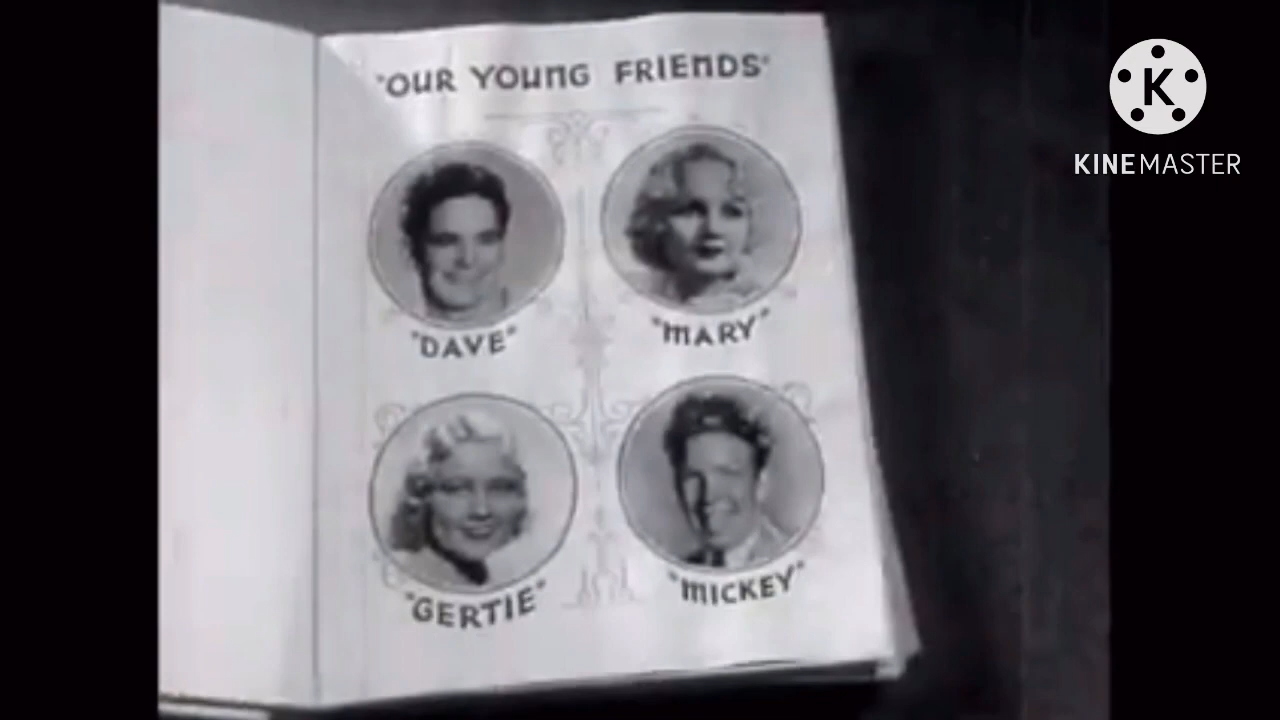 "OUR YOUNG FRIENDS"
"DAVE"
"MARY"
"GERTIE"
"MICKEY"
K
KINEMASTER